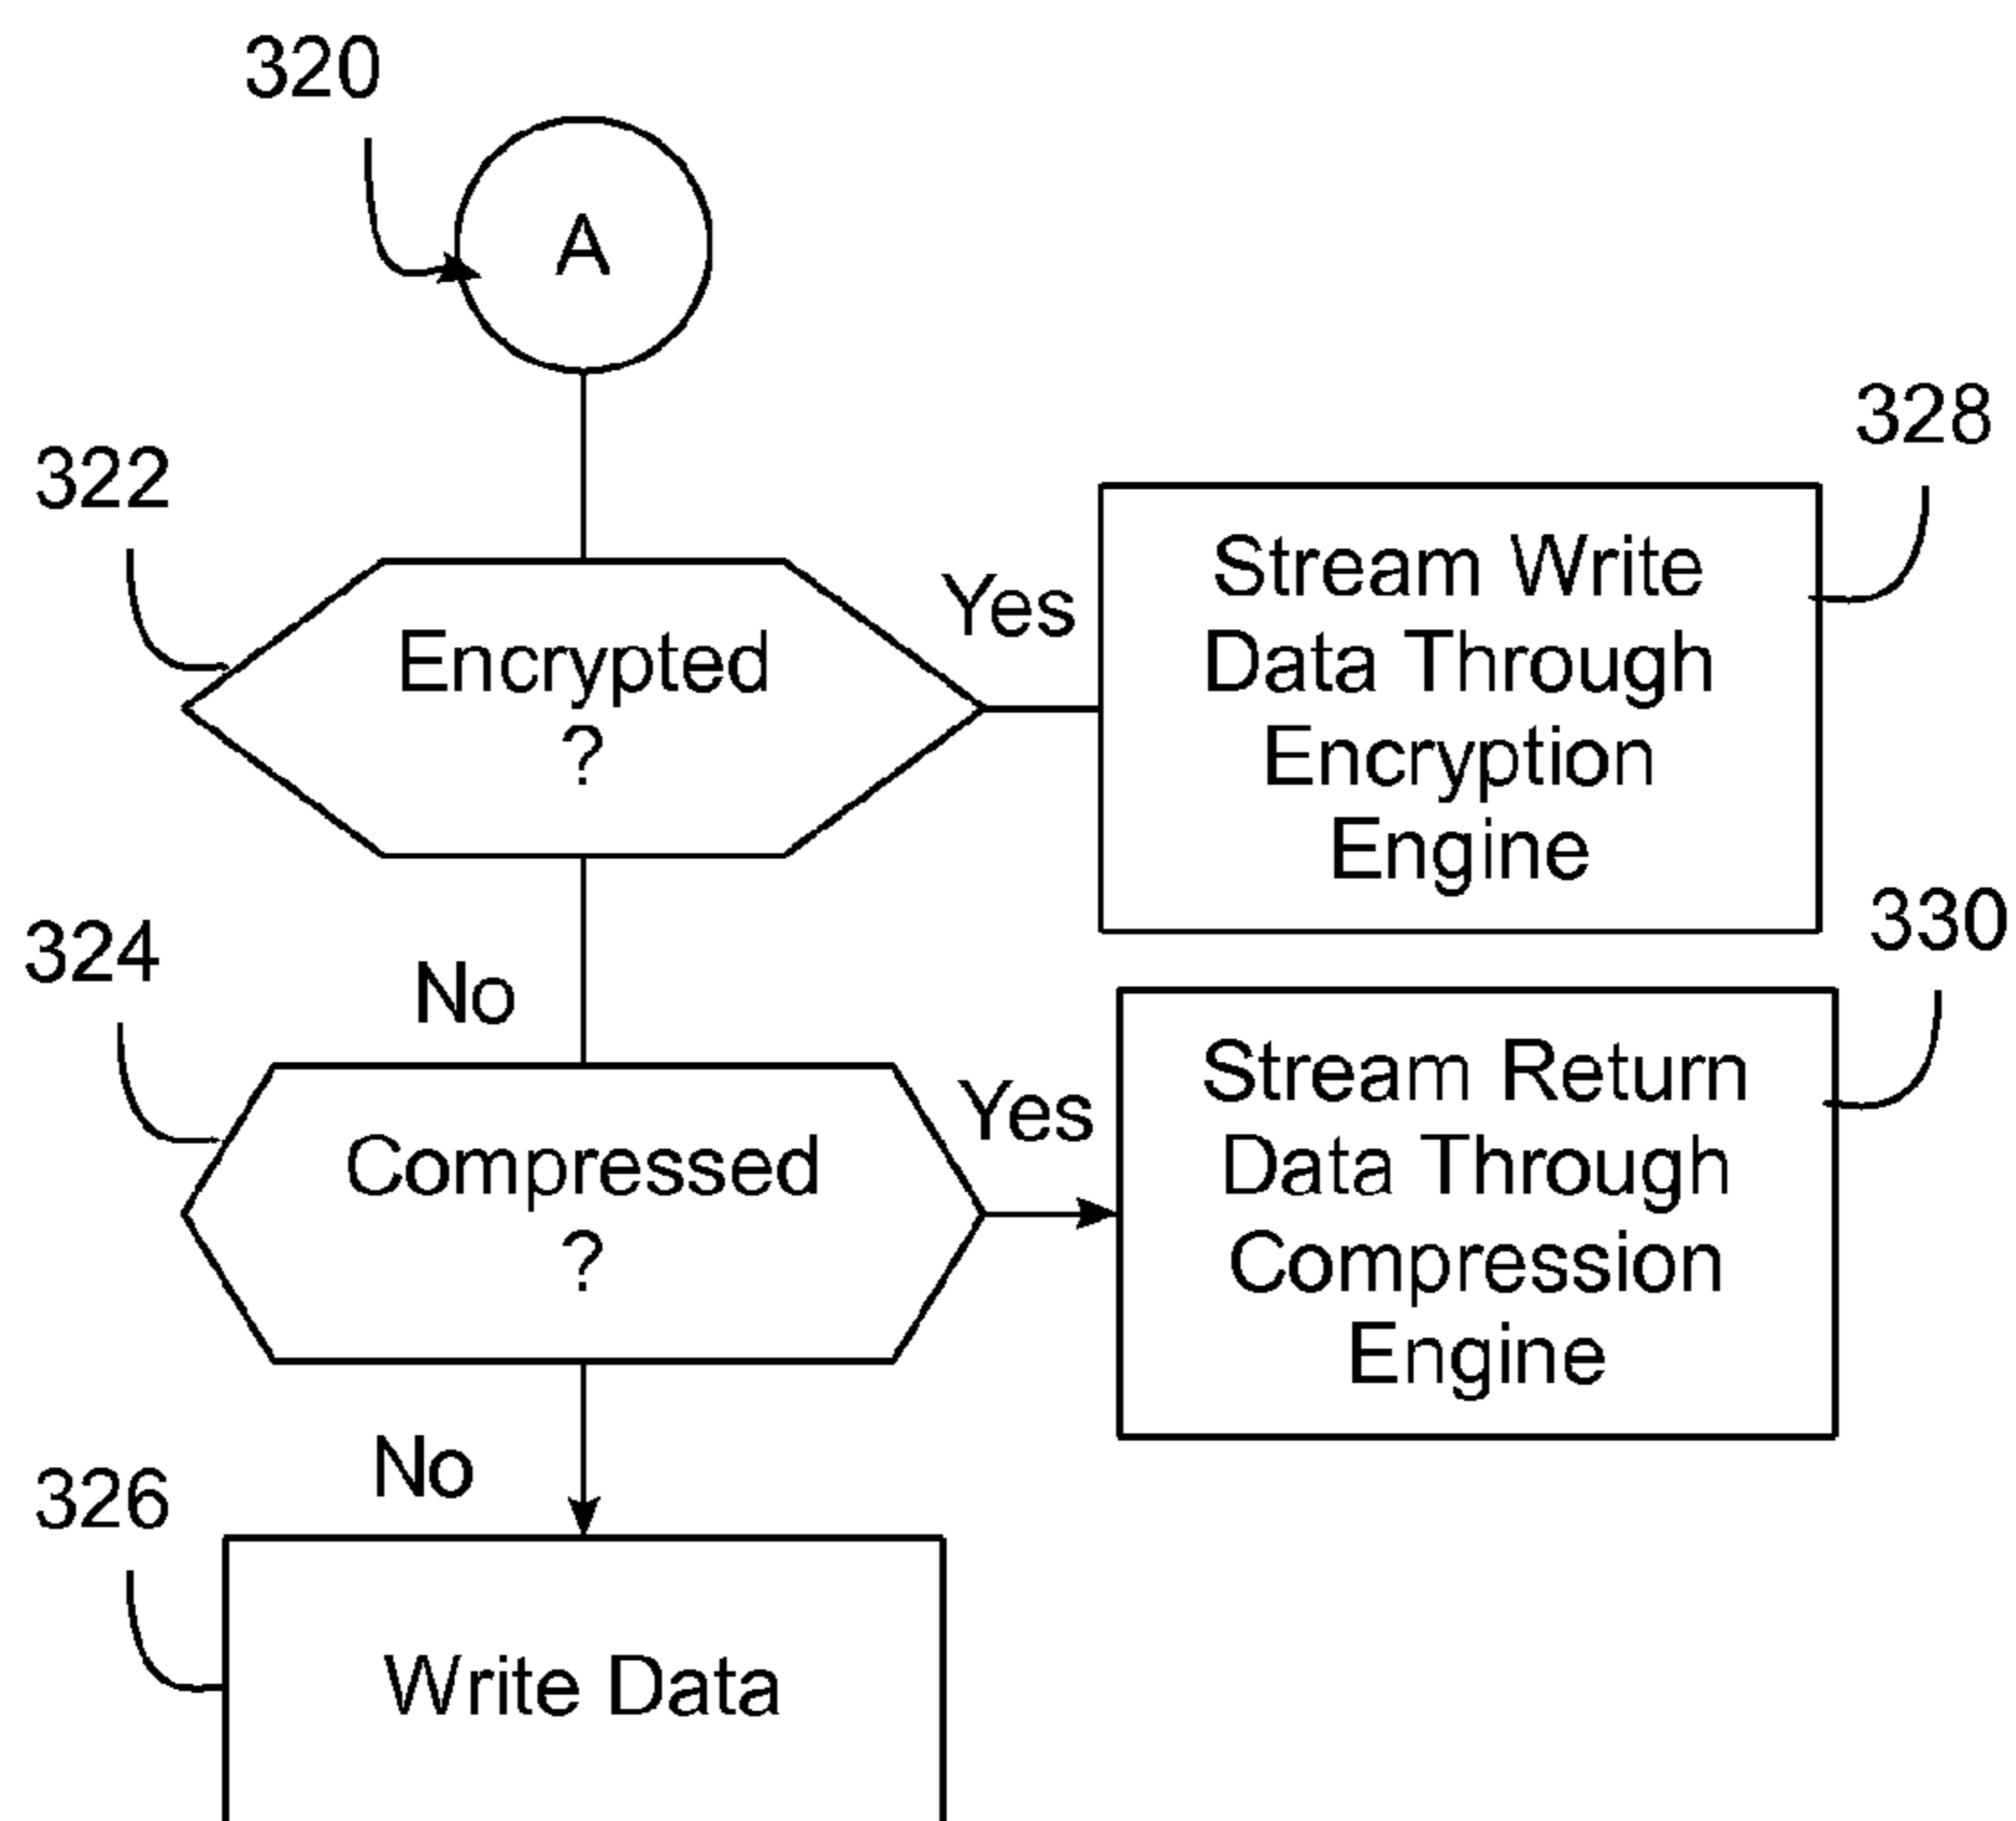 320
A
322
Encrypted
?
Yes
328
Stream Write
Data Through
Encryption
Engine
No
324
Compressed
?
Yes
330
Stream Return
Data Through
Compression
Engine
No
326
Write Data